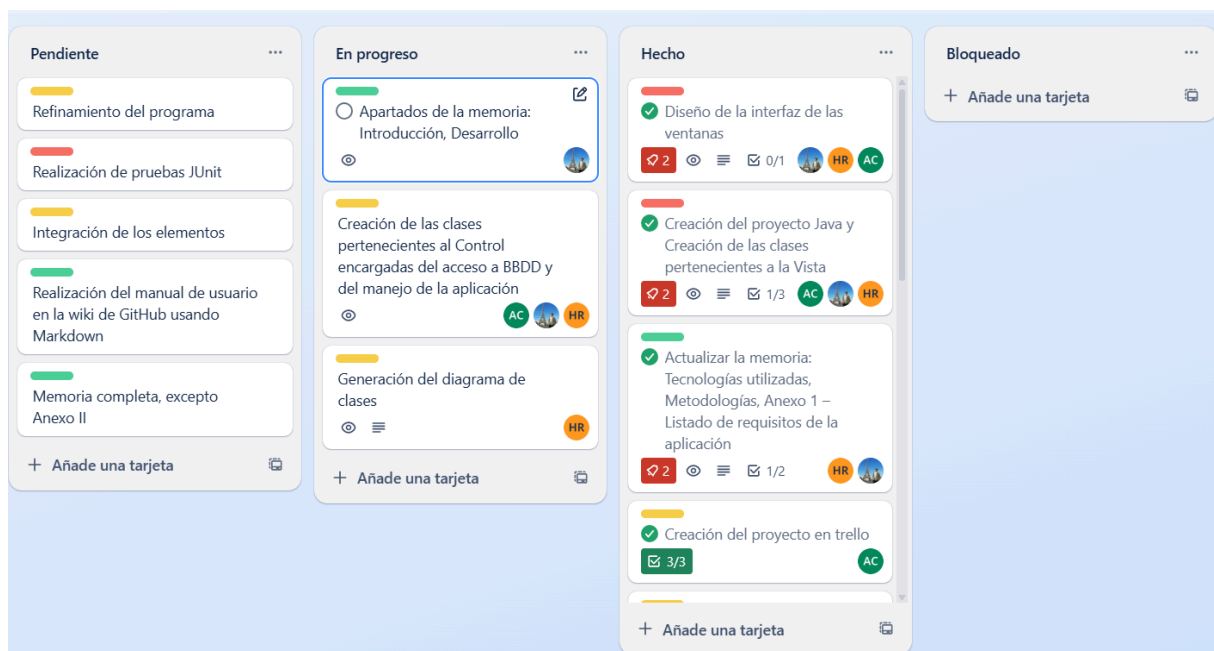 Pendiente
Refinamiento del programa
Realización de pruebas JUnit
Integración de los elementos
Realización del manual de usuario
en la wiki de GitHub usando
Markdown
Memoria completa, excepto
Anexo II
+ Añade una tarjeta
En progreso
Apartados de la memoria:
Introducción, Desarrollo
Creación de las clases
pertenecientes al Control
encargadas del acceso a BBDD y
del manejo de la aplicación
AC HR
Generación del diagrama de
clases
HR
+ Añade una tarjeta
Hecho
Diseño de la interfaz de las
ventanas
2 0/1 HR AC
Creación del proyecto Java y
Creación de las clases
pertenecientes a la Vista
2 1/3 AC HR
Actualizar la memoria:
Tecnologías utilizadas,
Metodologías, Anexo 1 –
Listado de requisitos de la
aplicación
2 1/2 HR
Creación del proyecto en trello
3/3 AC
+ Añade una tarjeta
Bloqueado
+ Añade una tarjeta